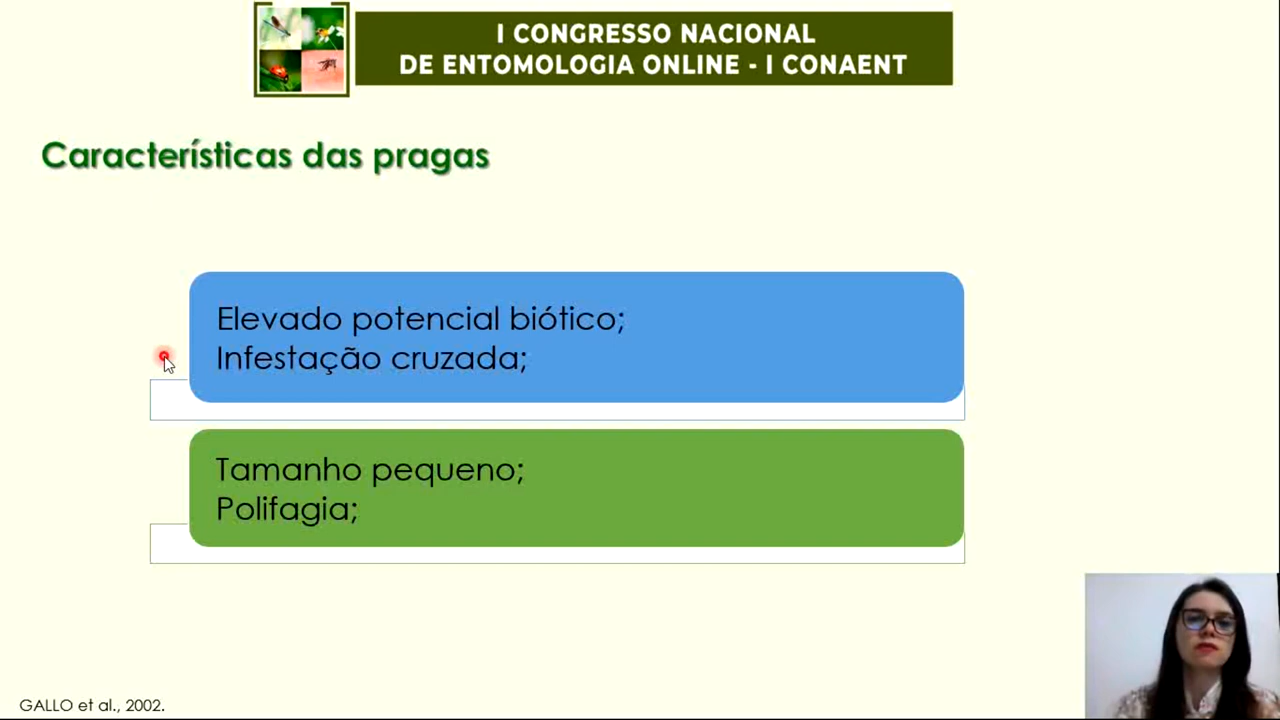 I CONGRESSO NACIONAL
DE ENTOMOLOGIA ONLINE - I CONAENT
Características das pragas
Elevado potencial biótico;
Infestação cruzada;
Tamanho pequeno;
Polifagia;
GALLO et al., 2002.